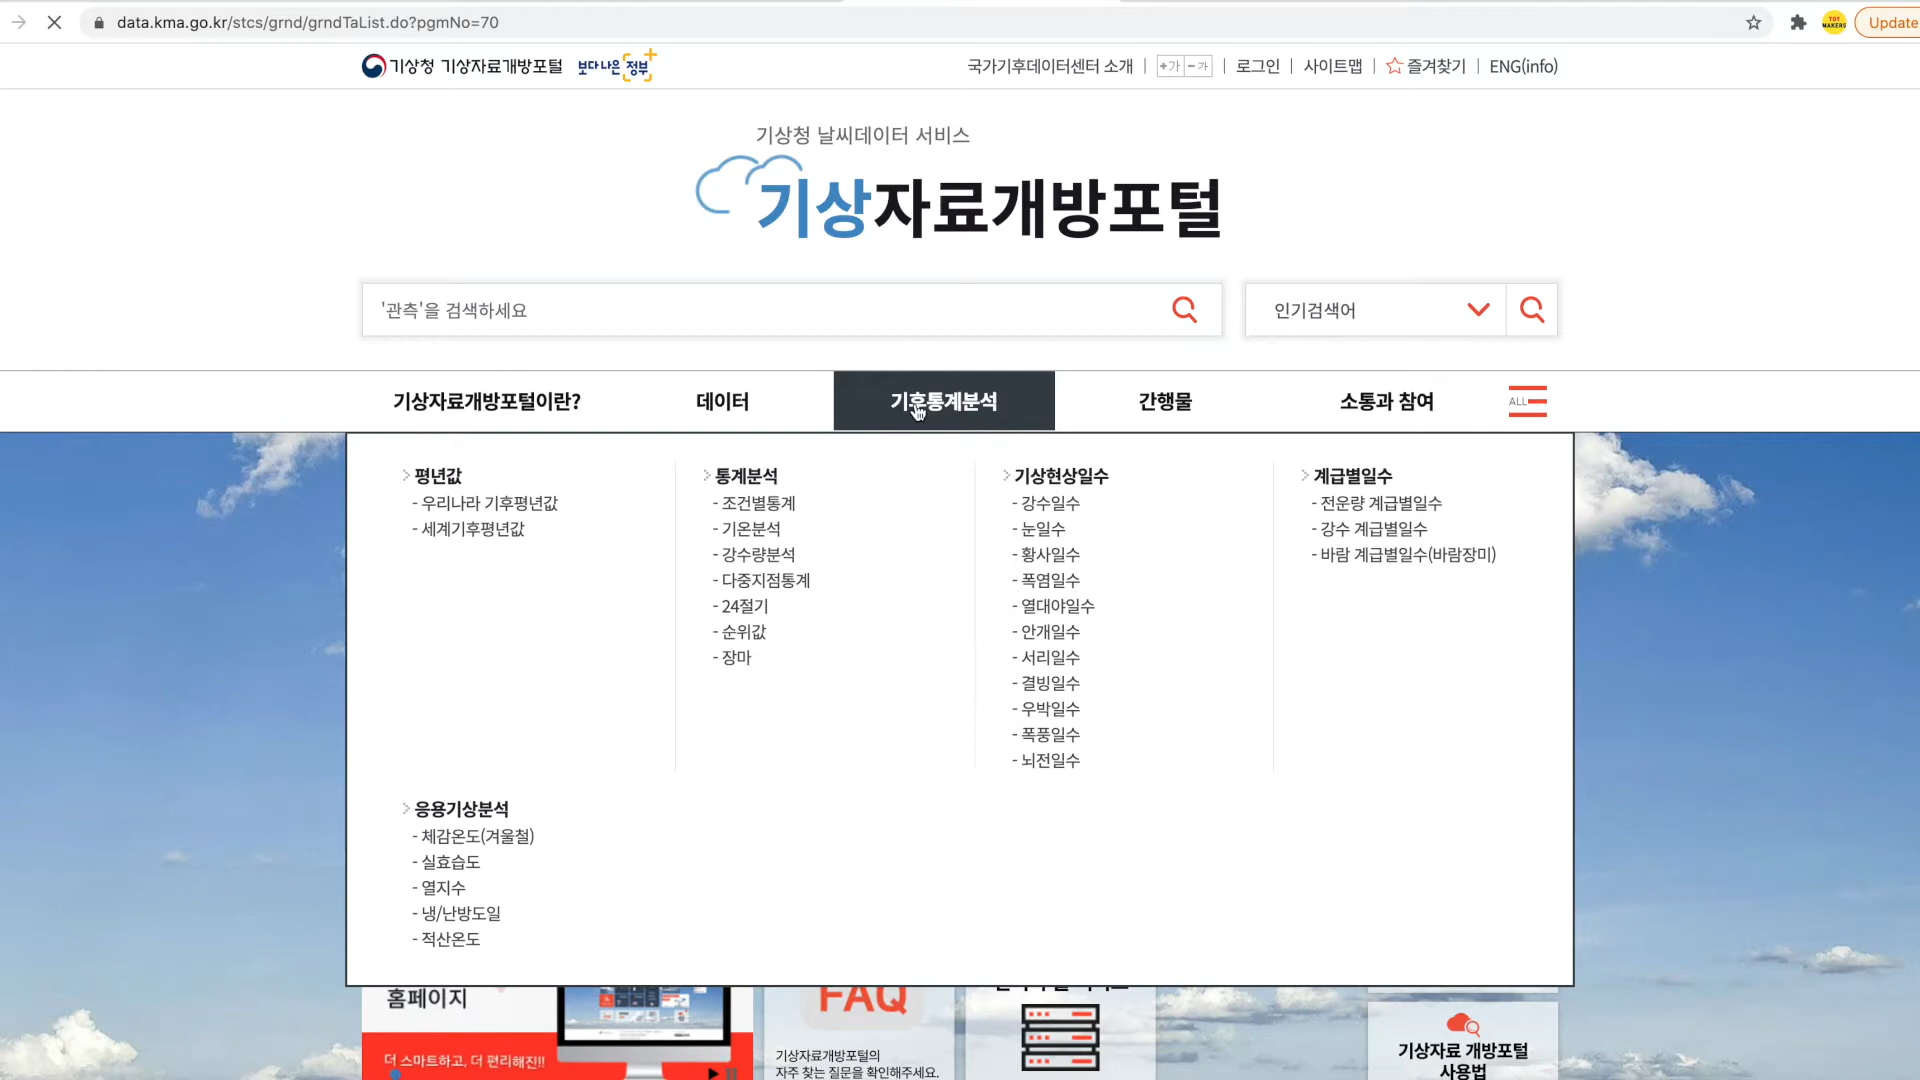 data.kma.go.kr/stcs/grnd/grndTaList.do?pgmNo=70
TOY MAKERS
Update
기상청 기상자료개방포털 보다나은 정부
국가기후데이터센터 소개 | +가 -가 | 로그인 | 사이트맵 | 즐겨찾기 | ENG(info)
기상청 날씨데이터 서비스
기상자료개방포털
'관측'을 검색하세요
인기검색어
기상자료개방포털이란? 데이터 기후통계분석 간행물 소통과 참여 ALL
평년값
- 우리나라 기후평년값
- 세계기후평년값
통계분석
- 조건별통계
- 기온분석
- 강수량분석
- 다중지점통계
- 24절기
- 순위값
- 장마
기상현상일수
- 강수일수
- 눈일수
- 황사일수
- 폭염일수
- 열대야일수
- 안개일수
- 서리일수
- 결빙일수
- 우박일수
- 폭풍일수
- 뇌전일수
계급별일수
- 전운량 계급별일수
- 강수 계급별일수
- 바람 계급별일수(바람장미)
응용기상분석
- 체감온도(겨울철)
- 실효습도
- 열지수
- 냉/난방도일
- 적산온도
홈페이지
더 스마트하고, 더 편리해진!!
FAQ
기상자료개방포털의
자주 찾는 질문을 확인해주세요.
기상자료 개방포털
사용법